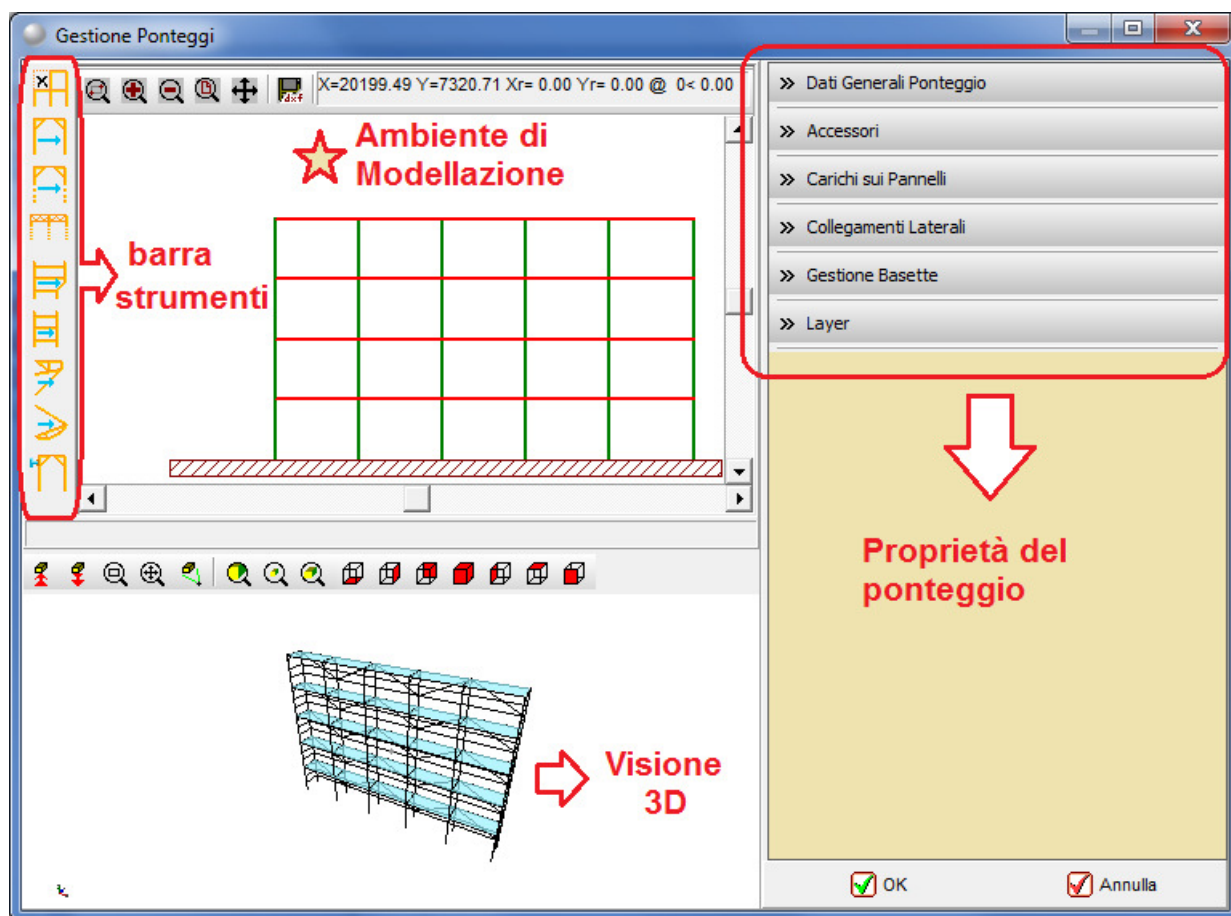 Gestione Ponteggi
dxf
X=20199.49 Y=7320.71 Xr= 0.00 Yr= 0.00 @ 0< 0.00
Ambiente di
Modellazione
barra
strumenti
Visione
3D
» Dati Generali Ponteggio
» Accessori
» Carichi sui Pannelli
» Collegamenti Laterali
» Gestione Basette
» Layer
Proprietà del
ponteggio
OK
Annulla